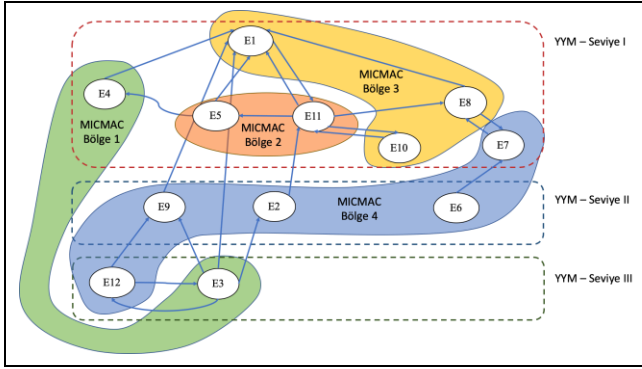 E1
YYM – Seviye I
MICMAC
Bölge 3
E4
E8
E5
E11
MICMAC
Bölge 1
MICMAC
Bölge 2
E10
E7
E9
E2
MICMAC
Bölge 4
E6
YYM – Seviye II
E12
E3
YYM – Seviye III